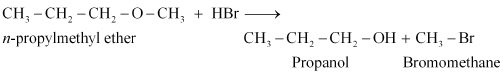 CH₃ – CH₂ – CH₂ – O – CH₃ + HBr ⟶
n-propylmethyl ether
CH₃ – CH₂ – CH₂ – OH + CH₃ – Br
Propanol Bromomethane